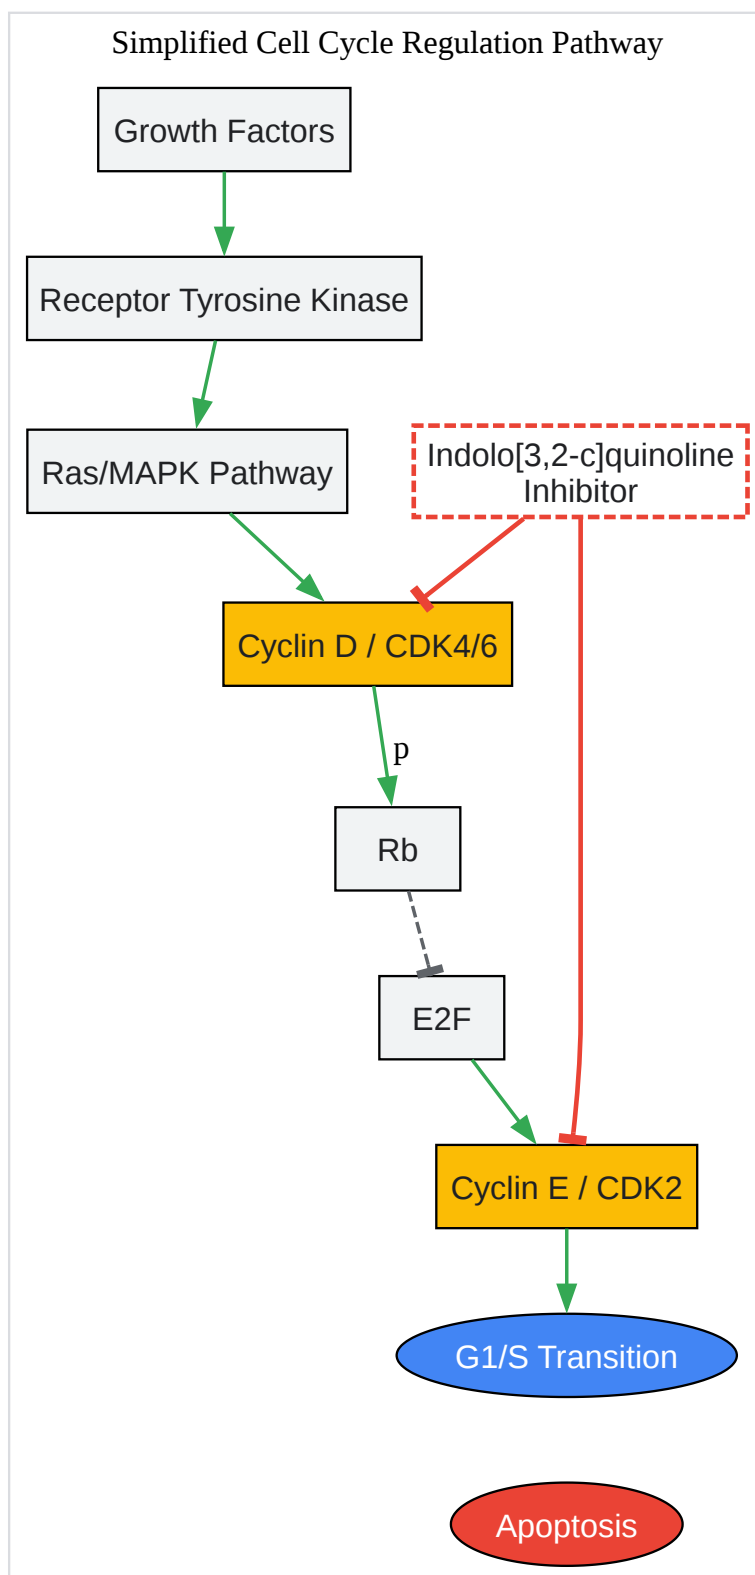 Simplified Cell Cycle Regulation Pathway
Growth Factors
Receptor Tyrosine Kinase
Ras/MAPK Pathway
Indolo[3,2-c]quinoline
Inhibitor
Cyclin D / CDK4/6
p
Rb
E2F
Cyclin E / CDK2
G1/S Transition
Apoptosis